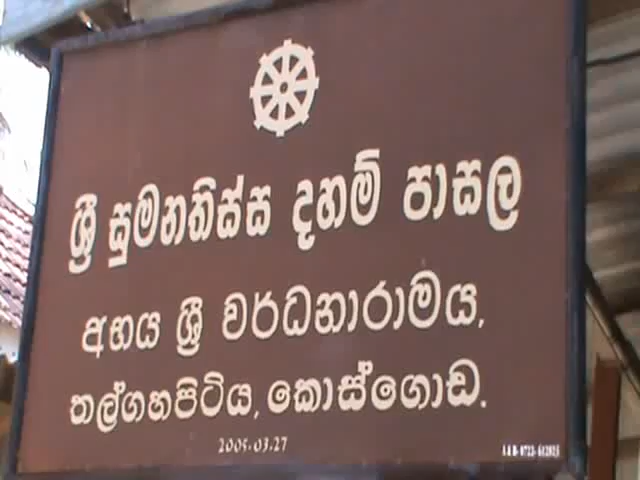 ශ්‍රී සුමනතිස්ස දහම් පාසල
අභය ශ්‍රී වර්ධනාරාමය,
තල්ගහපිටිය, කොස්ගොඩ.
2005-03-27